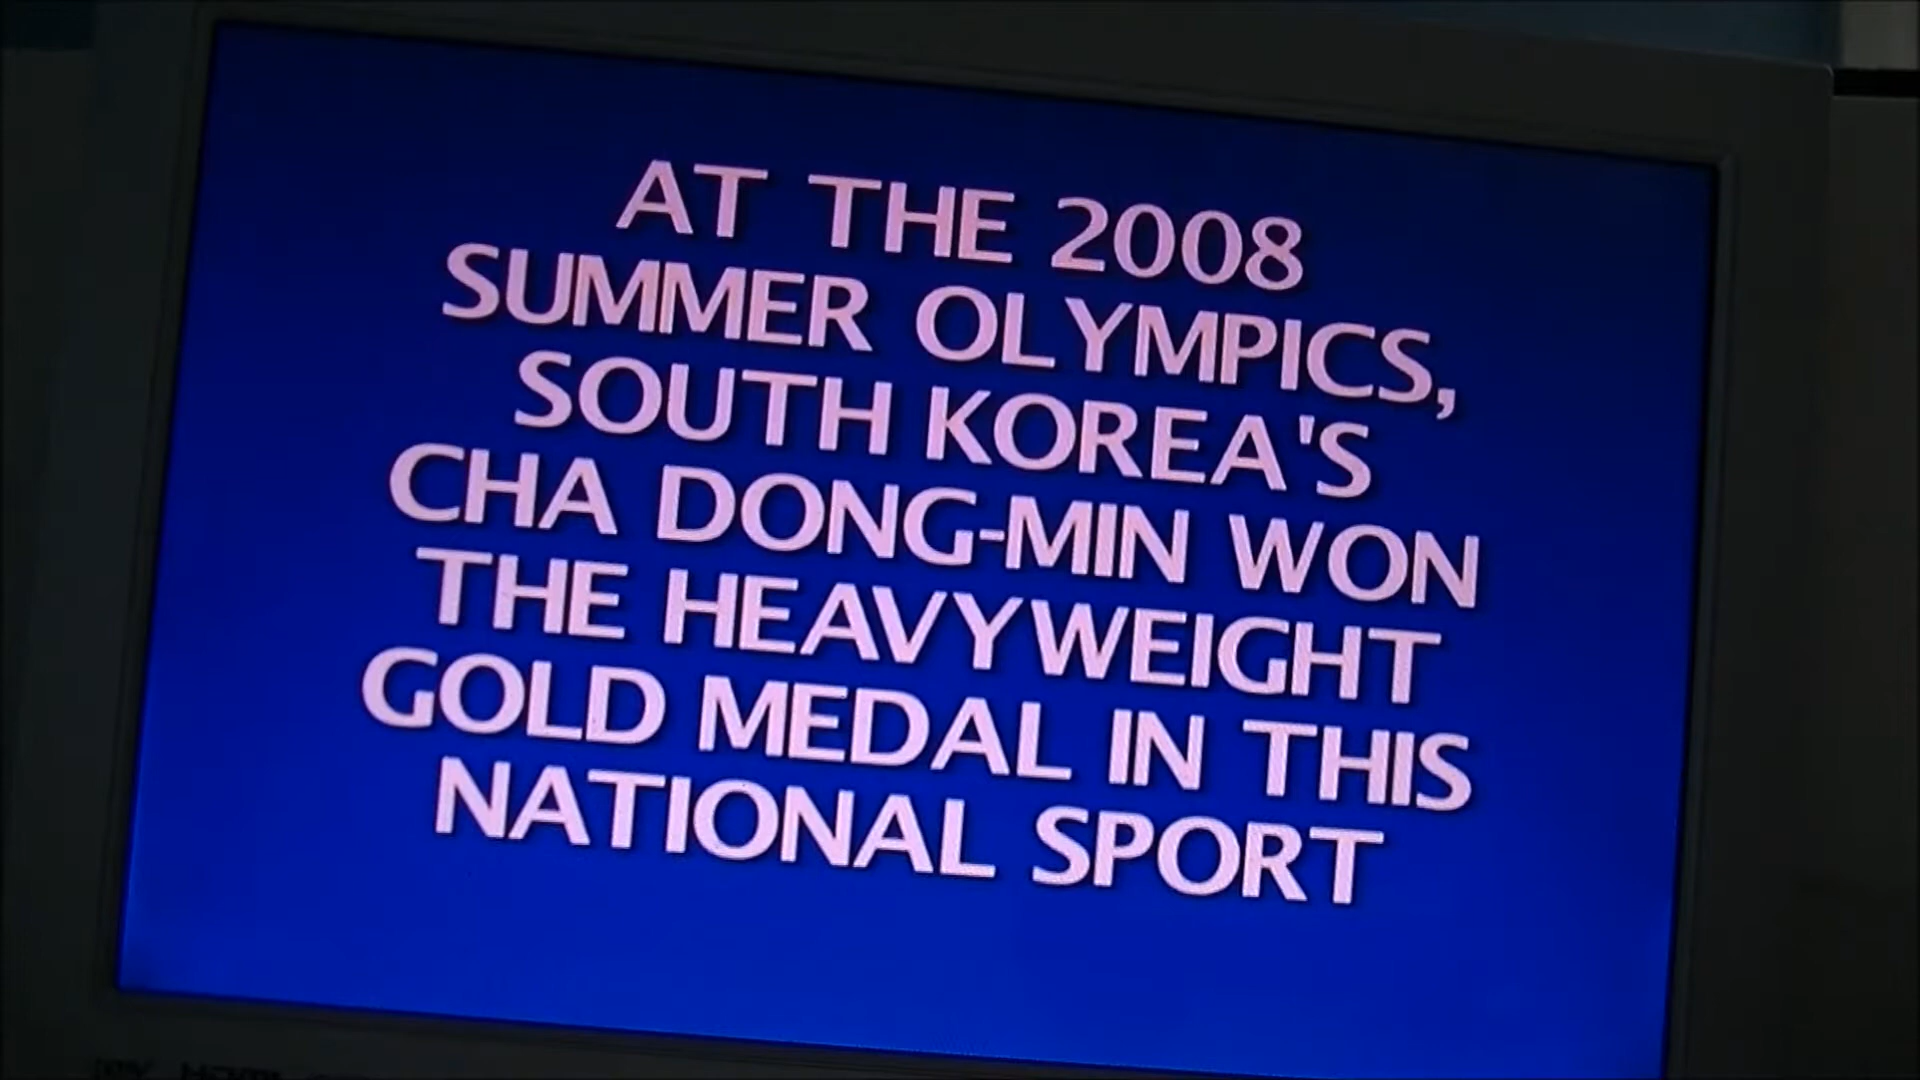 AT THE 2008
SUMMER OLYMPICS,
SOUTH KOREA'S
CHA DONG-MIN WON
THE HEAVYWEIGHT
GOLD MEDAL IN THIS
NATIONAL SPORT